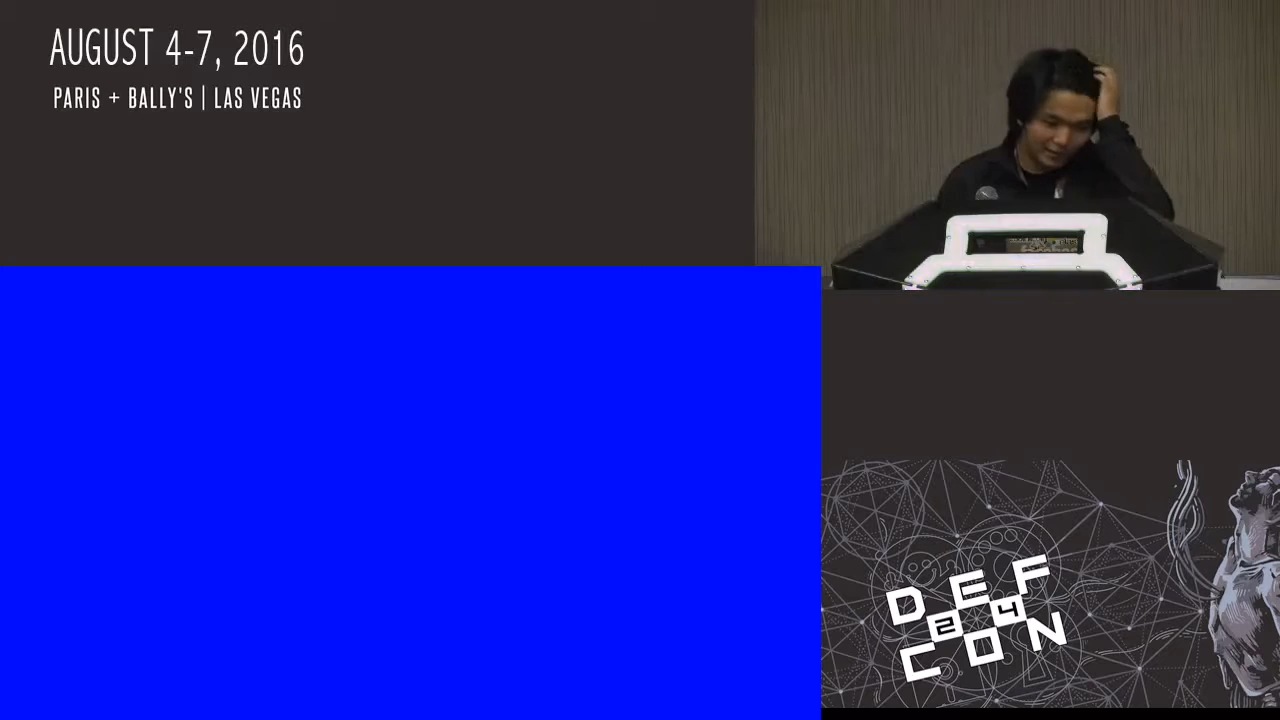 AUGUST 4-7, 2016
PARIS + BALLY'S | LAS VEGAS
DEF
24
CON